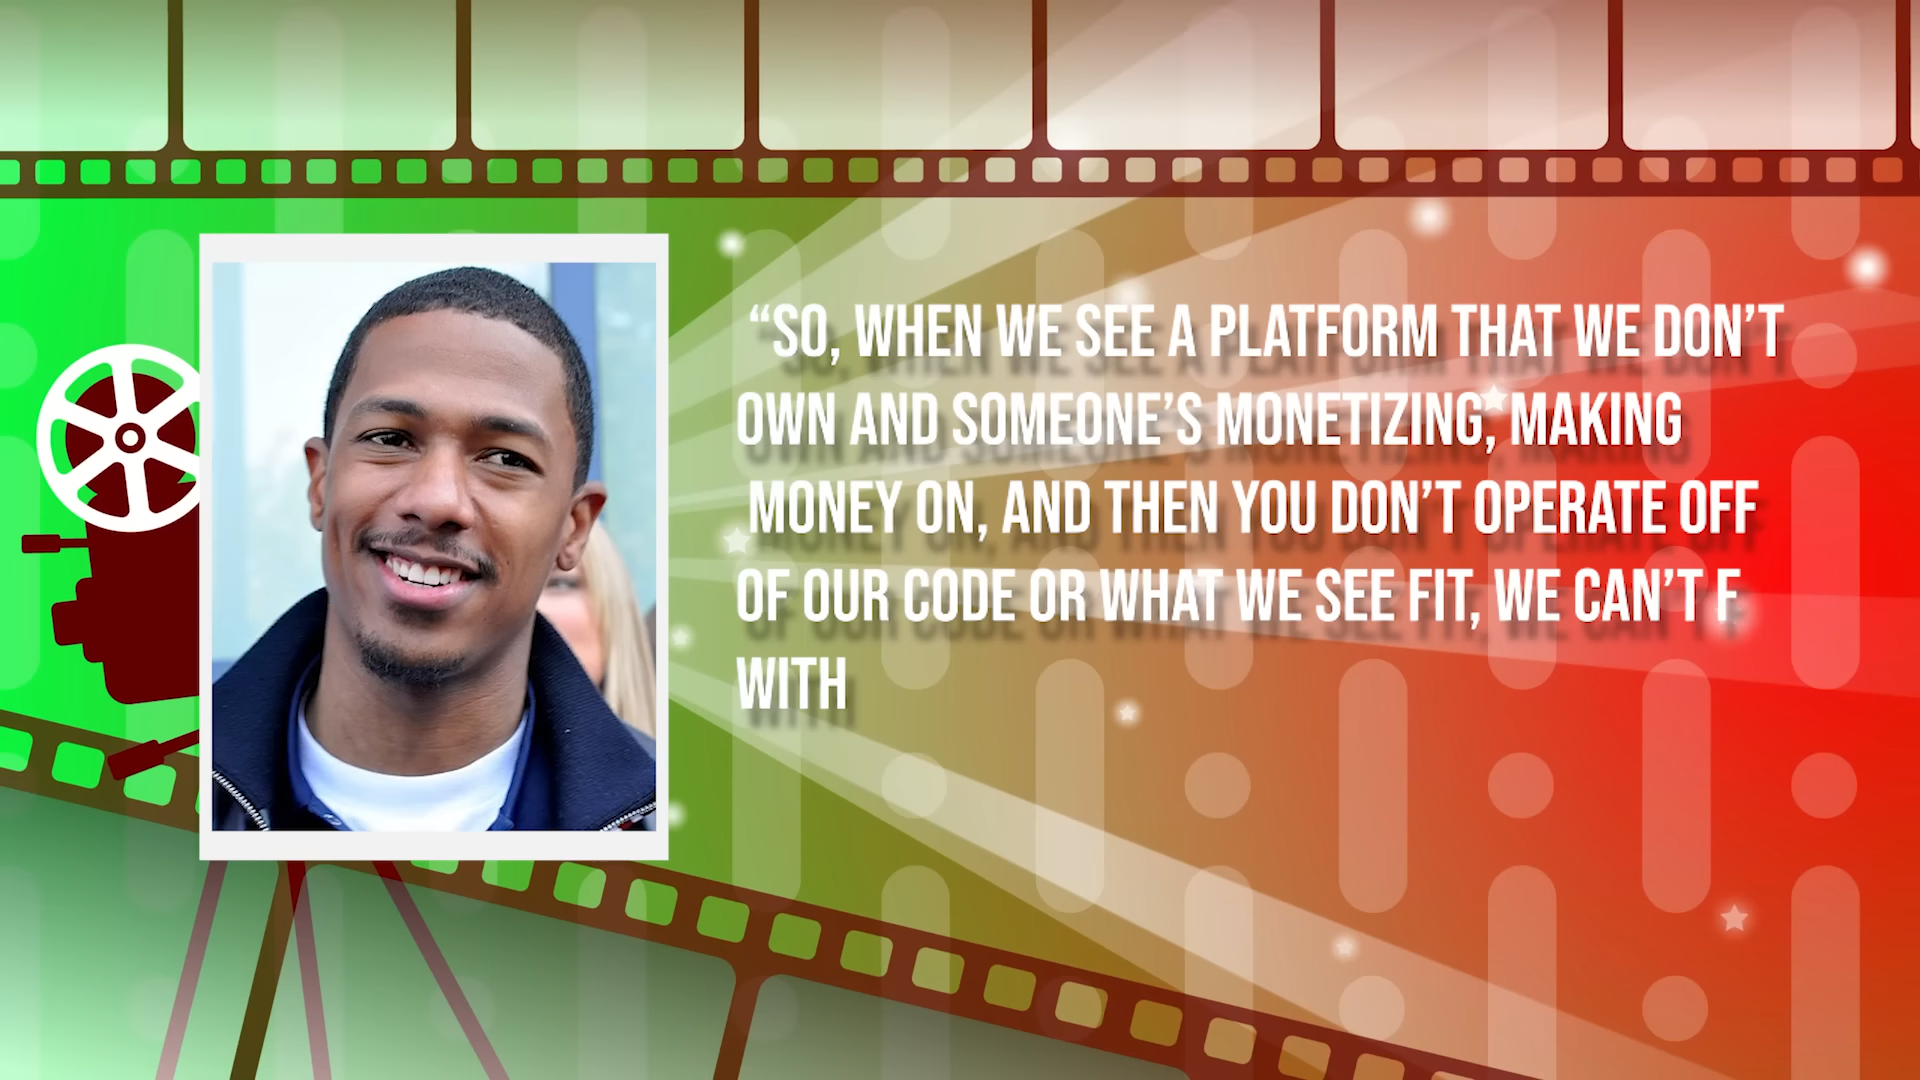 “SO, WHEN WE SEE A PLATFORM THAT WE DON’T
OWN AND SOMEONE’S MONETIZING, MAKING
MONEY ON, AND THEN YOU DON’T OPERATE OFF
OF OUR CODE OR WHAT WE SEE FIT, WE CAN’T F
WITH